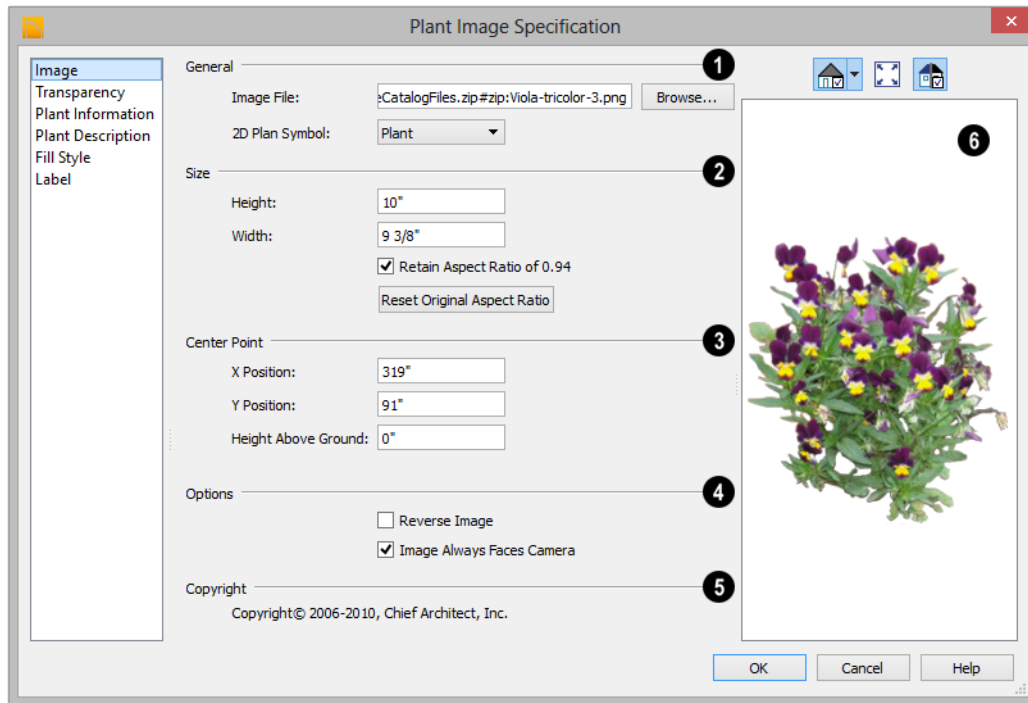 Plant Image Specification
Image
Transparency
Plant Information
Plant Description
Fill Style
Label
General 1
Image File: eCatalogFiles.zip#zip:Viola-tricolor-3.png Browse...
2D Plan Symbol: Plant
Size 2
Height: 10"
Width: 9 3/8"
Retain Aspect Ratio of 0.94
Reset Original Aspect Ratio
Center Point 3
X Position: 319"
Y Position: 91"
Height Above Ground: 0"
Options 4
Reverse Image
Image Always Faces Camera
Copyright 5
Copyright© 2006-2010, Chief Architect, Inc.
6
OK Cancel Help